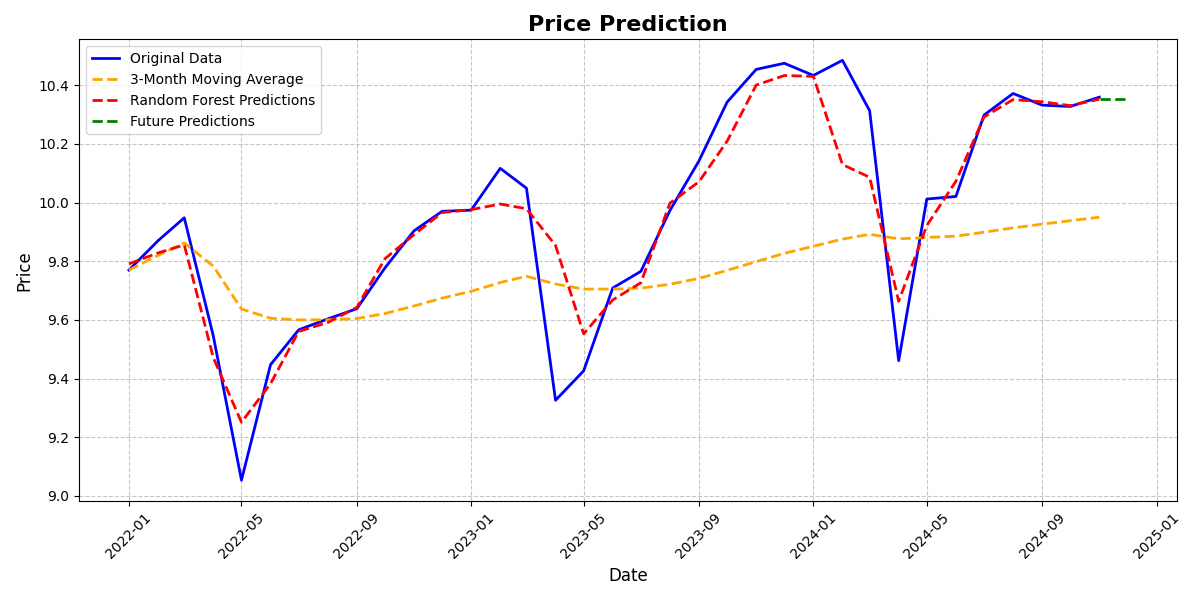 Price Prediction
Original Data
3-Month Moving Average
Random Forest Predictions
Future Predictions
Price
10.4
10.2
10.0
9.8
9.6
9.4
9.2
9.0
2022-01
2022-05
2022-09
2023-01
2023-05
2023-09
2024-01
2024-05
2024-09
2025-01
Date